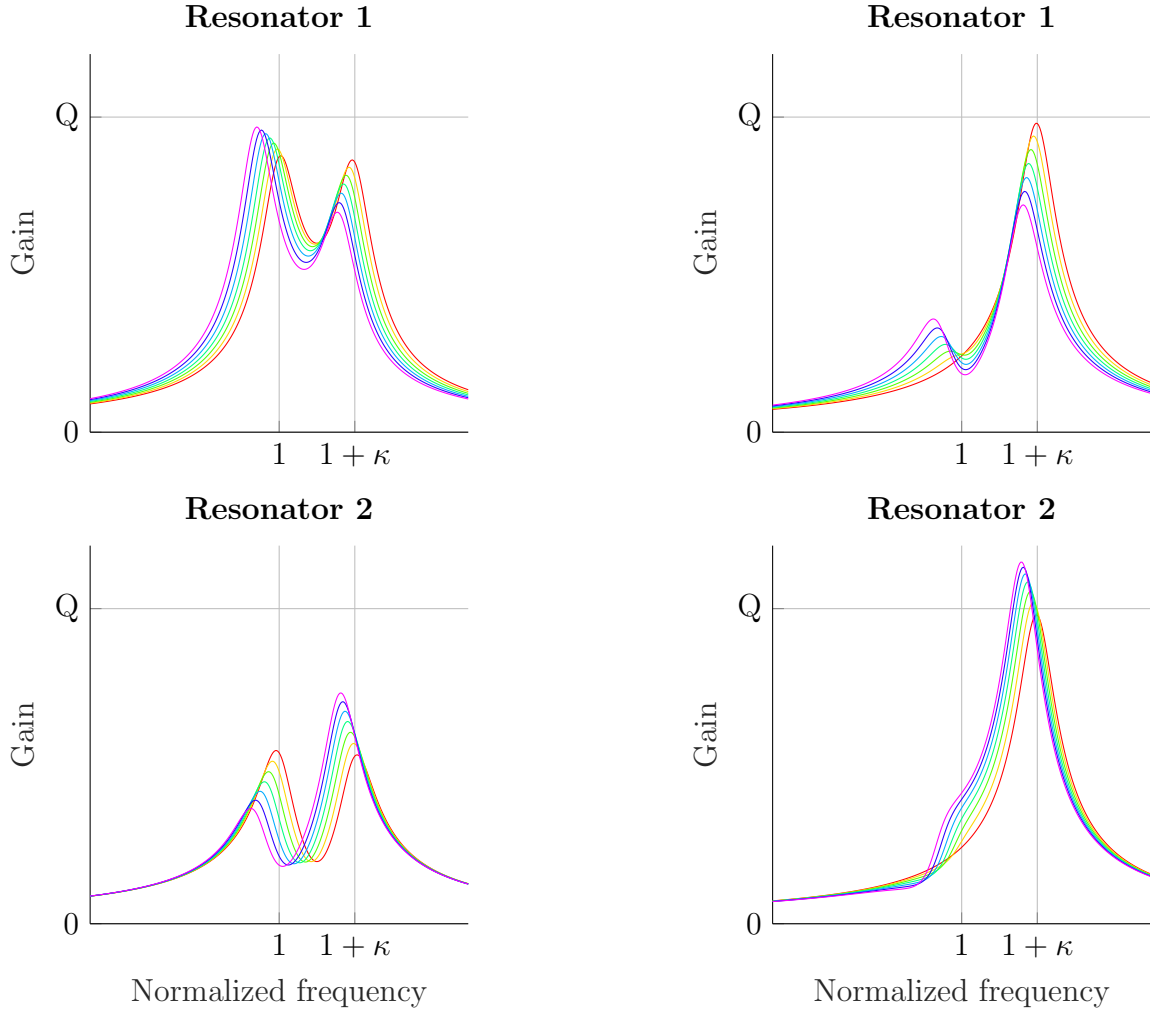 Resonator 1
Q
Gain
0
1
1 + κ
Resonator 1
Q
Gain
0
1
1 + κ
Resonator 2
Q
Gain
0
1
1 + κ
Normalized frequency
Resonator 2
Q
Gain
0
1
1 + κ
Normalized frequency